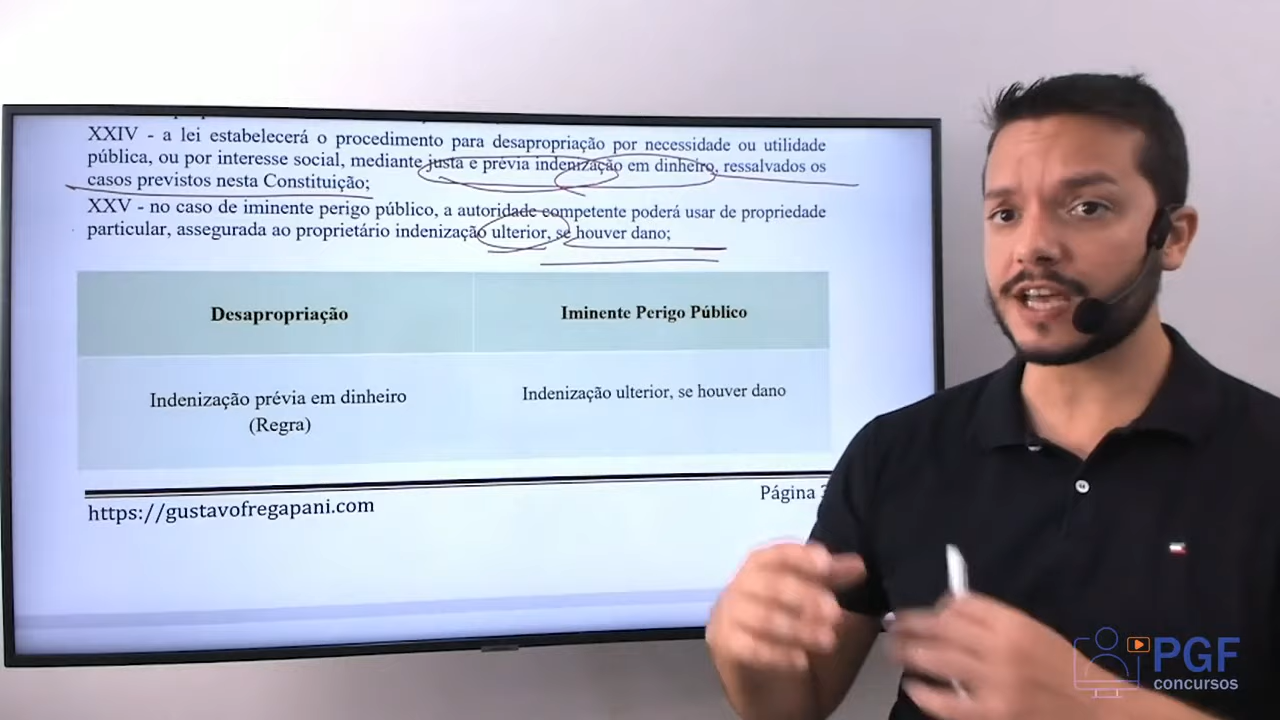 XXIV - a lei estabelecerá o procedimento para desapropriação por necessidade ou utilidade
pública, ou por interesse social, mediante justa e prévia indenização em dinheiro, ressalvados os
casos previstos nesta Constituição;
XXV - no caso de iminente perigo público, a autoridade competente poderá usar de propriedade
particular, assegurada ao proprietário indenização ulterior, se houver dano;
Desapropriação
Iminente Perigo Público
Indenização prévia em dinheiro
(Regra)
Indenização ulterior, se houver dano
https://gustavofregapani.com
Página
PGF
concursos